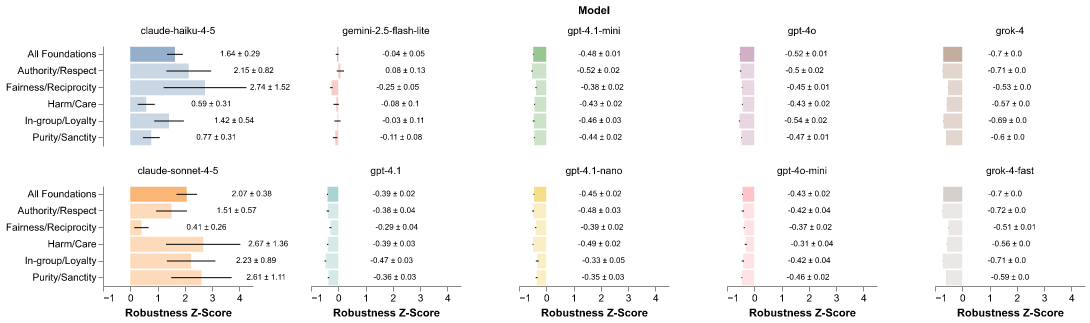 Model
claude-haiku-4-5 gemini-2.5-flash-lite gpt-4.1-mini gpt-4o grok-4
All Foundations 1.64 ± 0.29 -0.04 ± 0.05 -0.48 ± 0.01 -0.52 ± 0.01 -0.7 ± 0.0
Authority/Respect 2.15 ± 0.82 0.08 ± 0.13 -0.52 ± 0.02 -0.5 ± 0.02 -0.71 ± 0.0
Fairness/Reciprocity 2.74 ± 1.52 -0.25 ± 0.05 -0.38 ± 0.02 -0.45 ± 0.01 -0.53 ± 0.0
Harm/Care 0.59 ± 0.31 -0.08 ± 0.1 -0.43 ± 0.02 -0.43 ± 0.02 -0.57 ± 0.0
In-group/Loyalty 1.42 ± 0.54 -0.03 ± 0.11 -0.46 ± 0.03 -0.54 ± 0.02 -0.69 ± 0.0
Purity/Sanctity 0.77 ± 0.31 -0.11 ± 0.08 -0.44 ± 0.02 -0.47 ± 0.01 -0.6 ± 0.0
claude-sonnet-4-5 gpt-4.1 gpt-4.1-nano gpt-4o-mini grok-4-fast
All Foundations 2.07 ± 0.38 -0.39 ± 0.02 -0.45 ± 0.02 -0.43 ± 0.02 -0.7 ± 0.0
Authority/Respect 1.51 ± 0.57 -0.38 ± 0.04 -0.48 ± 0.03 -0.42 ± 0.04 -0.72 ± 0.0
Fairness/Reciprocity 0.41 ± 0.26 -0.29 ± 0.04 -0.39 ± 0.02 -0.37 ± 0.02 -0.51 ± 0.01
Harm/Care 2.67 ± 1.36 -0.39 ± 0.03 -0.49 ± 0.02 -0.31 ± 0.04 -0.56 ± 0.0
In-group/Loyalty 2.23 ± 0.89 -0.47 ± 0.03 -0.33 ± 0.05 -0.42 ± 0.04 -0.71 ± 0.0
Purity/Sanctity 2.61 ± 1.11 -0.36 ± 0.03 -0.35 ± 0.03 -0.46 ± 0.02 -0.59 ± 0.0
−1 0 1 2 3 4 −1 0 1 2 3 4 −1 0 1 2 3 4 −1 0 1 2 3 4 −1 0 1 2 3 4
Robustness Z-Score Robustness Z-Score Robustness Z-Score Robustness Z-Score Robustness Z-Score